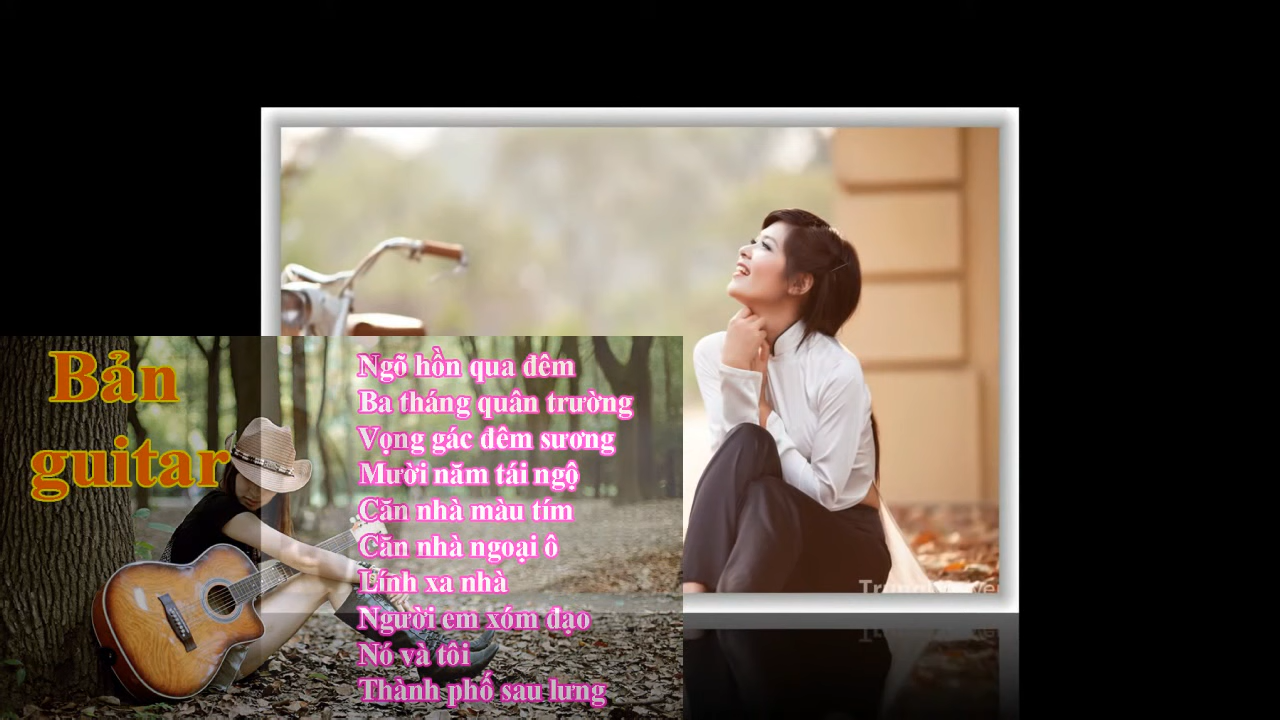 Bản
guitar
Ngõ hồn qua đêm
Ba tháng quân trường
Vọng gác đêm sương
Mười năm tái ngộ
Căn nhà màu tím
Căn nhà ngoại ô
Lính xa nhà
Người em xóm đạo
Nó và tôi
Thành phố sau lưng